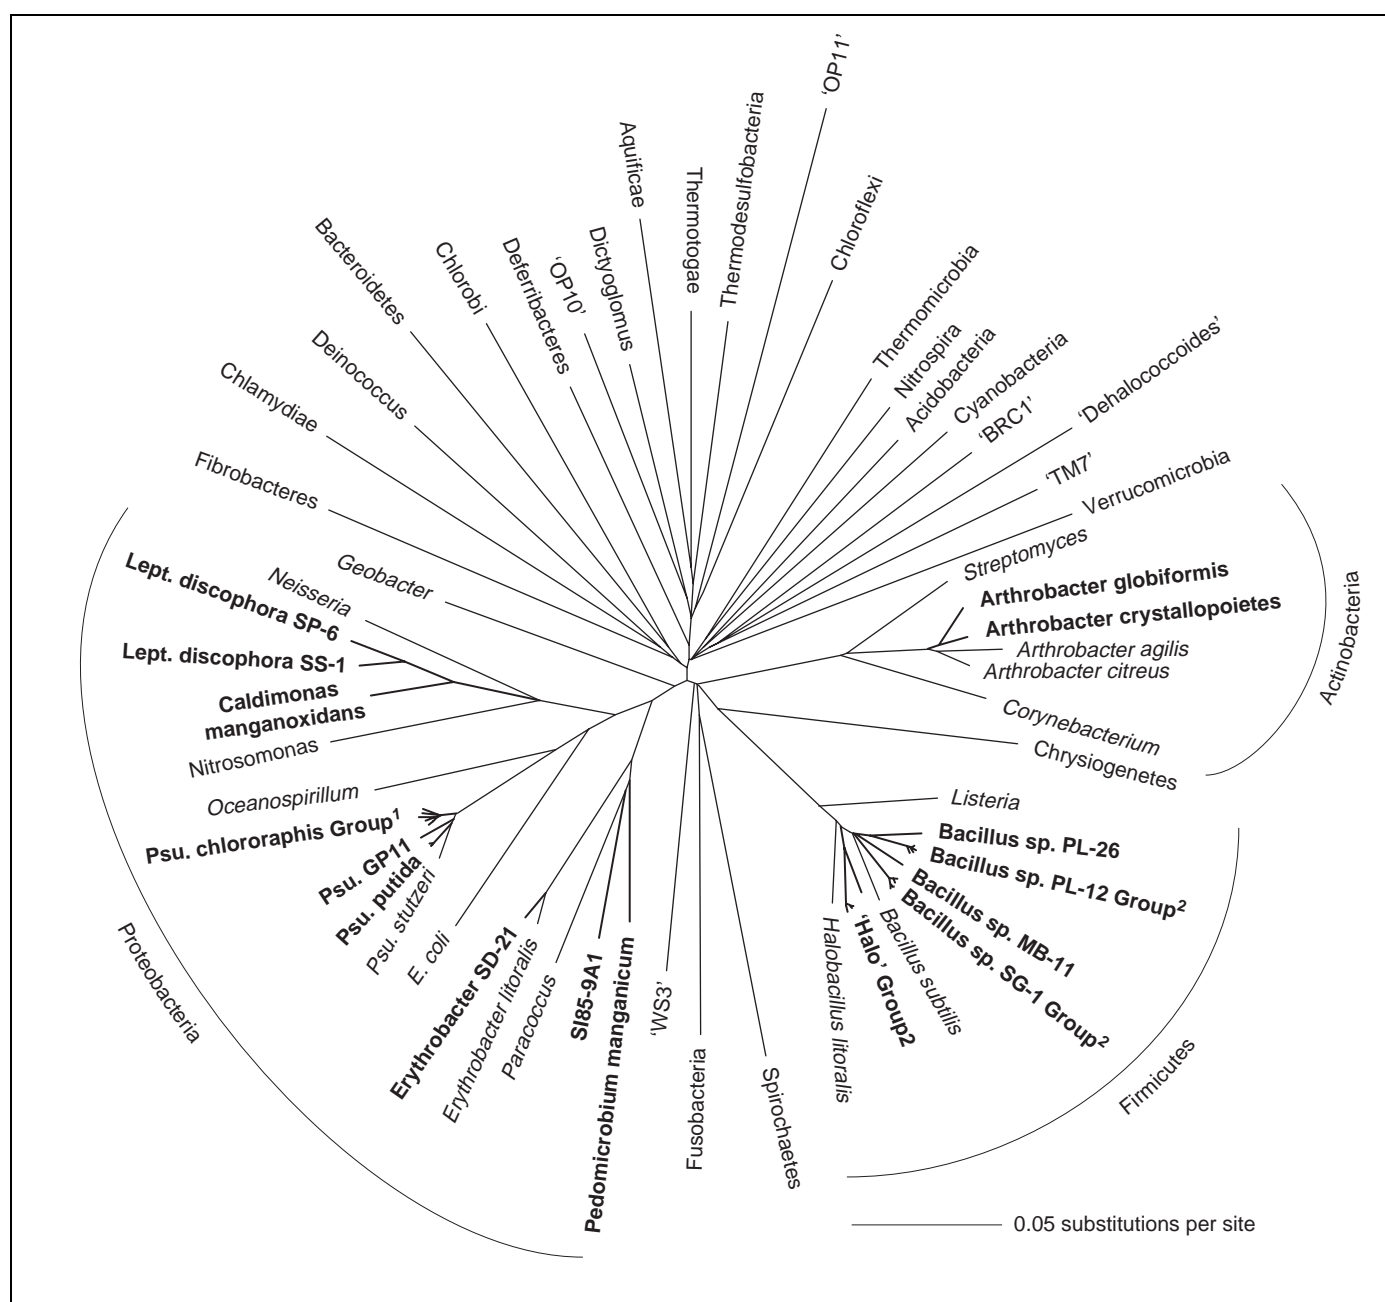 'OP11'
Aquificae
Thermotogae
Thermodesulfobacteria
Chloroflexi
Bacteroidetes
Chlorobi
Deferribacteres
‘OP10’
Dictyoglomus
Thermomicrobia
Nitrospira
Acidobacteria
Cyanobacteria
‘BRC1’
‘Dehalococcoides’
‘TM7’
Verrucomicrobia
Deinococcus
Chlamydiae
Fibrobacteres
Geobacter
Neisseria
Lept. discophora SP-6
Lept. discophora SS-1
Caldimonas
manganoxidans
Nitrosomonas
Oceanospirillum
Psu. chlororaphis Group1
Psu. GP11
Psu. putida
Psu. stutzeri
E. coli
Erythrobacter SD-21
Erythrobacter litoralis
Paracoccus
SI85-9A1
Pedomicrobium manganicum
Proteobacteria
‘WS3’
Fusobacteria
Spirochaetes
Streptomyces
Arthrobacter globiformis
Arthrobacter crystallopoietes
Arthrobacter agilis
Arthrobacter citreus
Corynebacterium
Actinobacteria
Chrysiogenetes
Listeria
Bacillus sp. PL-26
Bacillus sp. PL-12 Group2
Bacillus sp. MB-11
Bacillus sp. SG-1 Group2
Bacillus subtilis
‘Halo’ Group2
Halobacillus litoralis
Firmicutes
0.05 substitutions per site